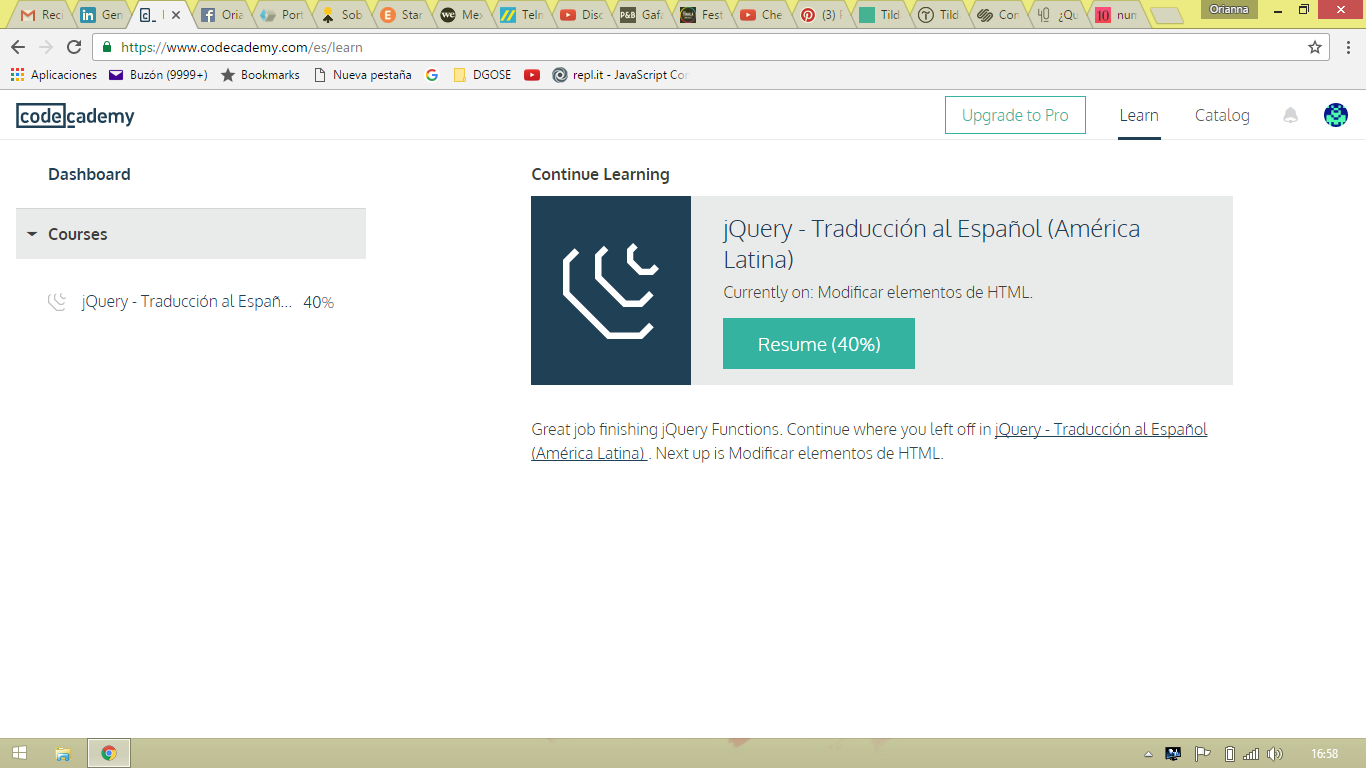 Reci Gen Oria Port Sob Star Mex Teln Disc Gafa Fest Che (3) Tild Tild Con ¿Qu nun Orianna
https://www.codecademy.com/es/learn
Aplicaciones Buzón (9999+) Bookmarks Nueva pestaña DGOSE repl.it - JavaScript Co
codecademy Upgrade to Pro Learn Catalog
Dashboard
Courses
jQuery - Traducción al Españ... 40%
Continue Learning
jQuery - Traducción al Español (América
Latina)
Currently on: Modificar elementos de HTML.
Resume (40%)
Great job finishing jQuery Functions. Continue where you left off in jQuery - Traducción al Español
(América Latina) . Next up is Modificar elementos de HTML.
16:58